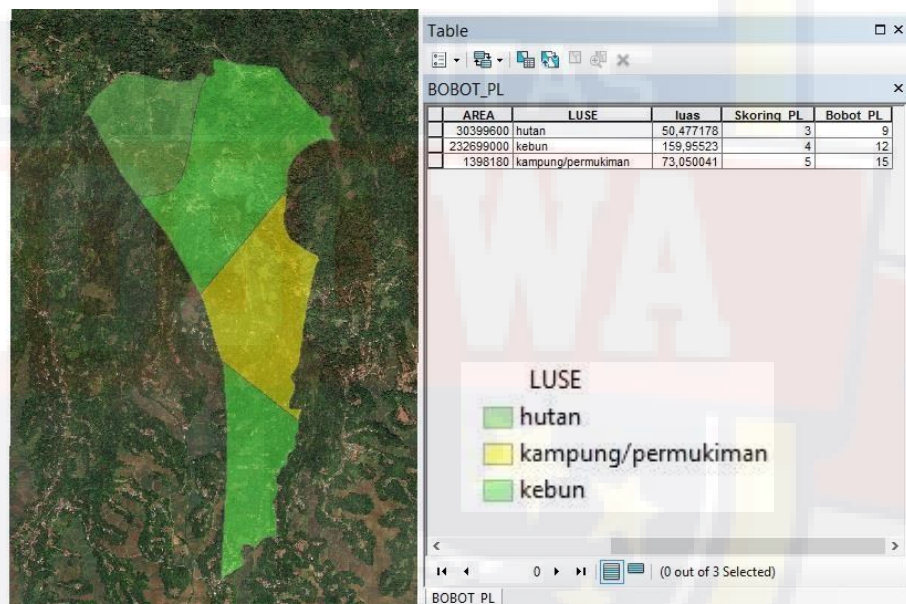 Table
BOBOT_PL
AREA LUSE luas Skoring_PL Bobot_PL
30399600 hutan 50,477178 3 9
232699000 kebun 159,95523 4 12
1398180 kampung/permukiman 73,050041 5 15
WA
LUSE
hutan
kampung/permukiman
kebun
0 (0 out of 3 Selected)
BOBOT_PL